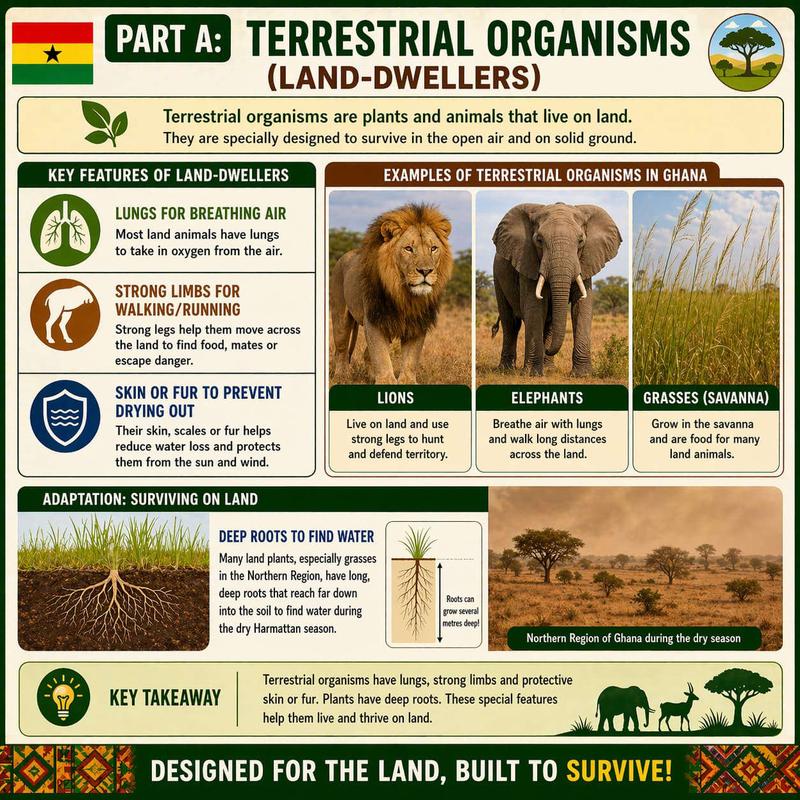 PART A: TERRESTRIAL ORGANISMS
(LAND-DWELLERS)
Terrestrial organisms are plants and animals that live on land.
They are specially designed to survive in the open air and on solid ground.
KEY FEATURES OF LAND-DWELLERS
LUNGS FOR BREATHING AIR
Most land animals have lungs
to take in oxygen from the air.
STRONG LIMBS FOR
WALKING/RUNNING
Strong legs help them move across
the land to find food, mates or
escape danger.
SKIN OR FUR TO PREVENT
DRYING OUT
Their skin, scales or fur helps
reduce water loss and protects
them from the sun and wind.
EXAMPLES OF TERRESTRIAL ORGANISMS IN GHANA
LIONS
Live on land and use
strong legs to hunt
and defend territory.
ELEPHANTS
Breathe air with lungs
and walk long distances
across the land.
GRASSES (SAVANNA)
Grow in the savanna
and are food for many
land animals.
ADAPTATION: SURVIVING ON LAND
DEEP ROOTS TO FIND WATER
Many land plants, especially grasses
in the Northern Region, have long,
deep roots that reach far down
into the soil to find water during
the dry Harmattan season.
Roots can
grow several
metres deep!
Northern Region of Ghana during the dry season
KEY TAKEAWAY
Terrestrial organisms have lungs, strong limbs and protective
skin or fur. Plants have deep roots. These special features
help them live and thrive on land.
DESIGNED FOR THE LAND, BUILT TO SURVIVE!